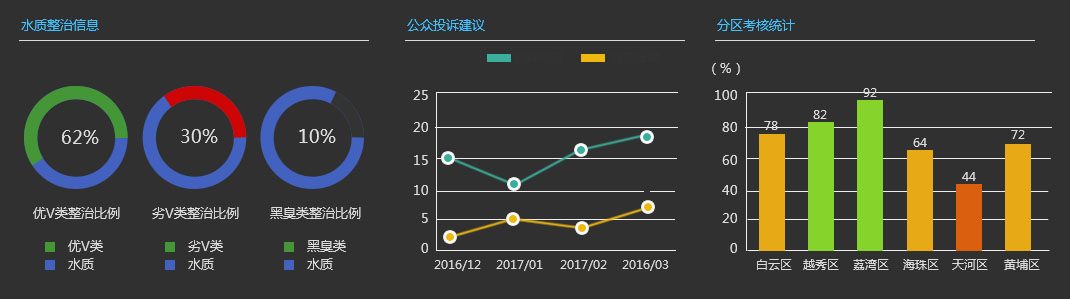 水质整治信息
62%
30%
10%
优V类整治比例
劣V类整治比例
黑臭类整治比例
优V类
劣V类
黑臭类
水质
水质
水质
公众投诉建议
25
20
15
10
5
0
2016/12
2017/01
2017/02
2016/03
分区考核统计
( % )
100
80
60
40
20
0
78
82
92
64
44
72
白云区
越秀区
荔湾区
海珠区
天河区
黄埔区